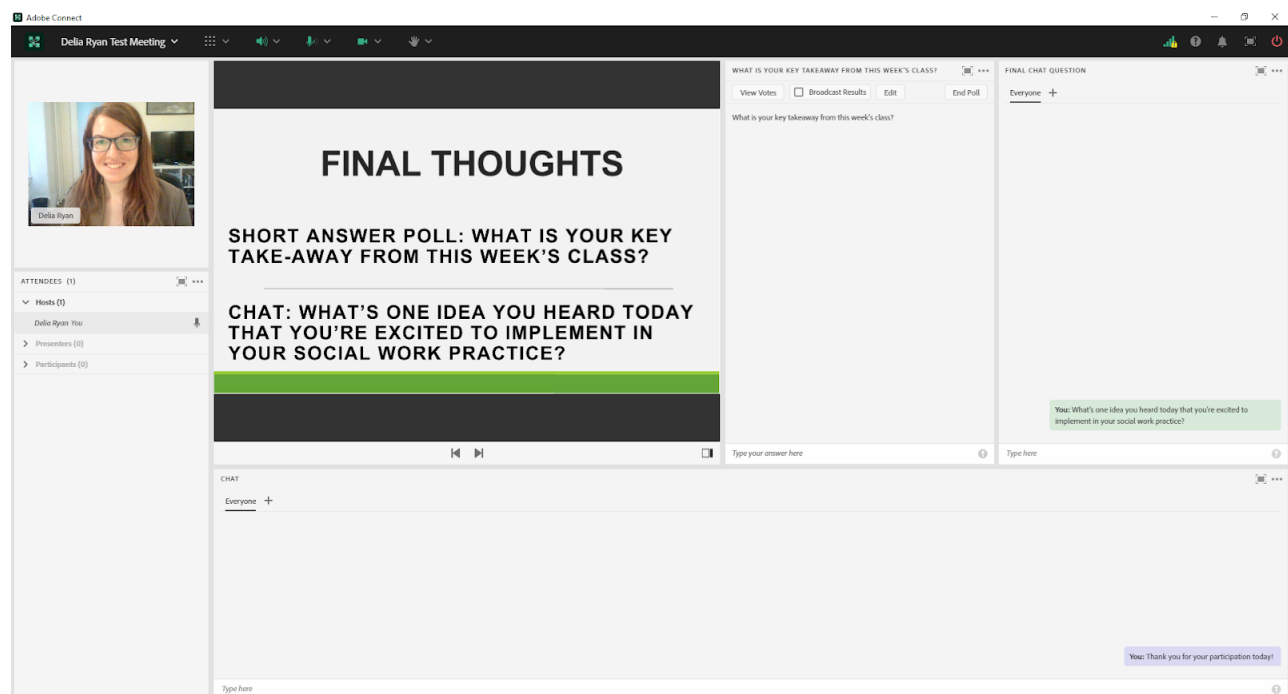 Adobe Connect
Delia Ryan Test Meeting
Delia Ryan
ATTENDEES (1)
Hosts (1)
Delia Ryan You
Presenters (0)
Participants (0)
FINAL THOUGHTS
SHORT ANSWER POLL: WHAT IS YOUR KEY
TAKE-AWAY FROM THIS WEEK'S CLASS?
CHAT: WHAT'S ONE IDEA YOU HEARD TODAY
THAT YOU'RE EXCITED TO IMPLEMENT IN
YOUR SOCIAL WORK PRACTICE?
WHAT IS YOUR KEY TAKEAWAY FROM THIS WEEK'S CLASS?
View Votes Broadcast Results Edit End Poll
What is your key takeaway from this week's class?
Type your answer here
FINAL CHAT QUESTION
Everyone
You: What's one idea you heard today that you're excited to
implement in your social work practice?
Type here
CHAT
Everyone
You: Thank you for your participation today!
Type here